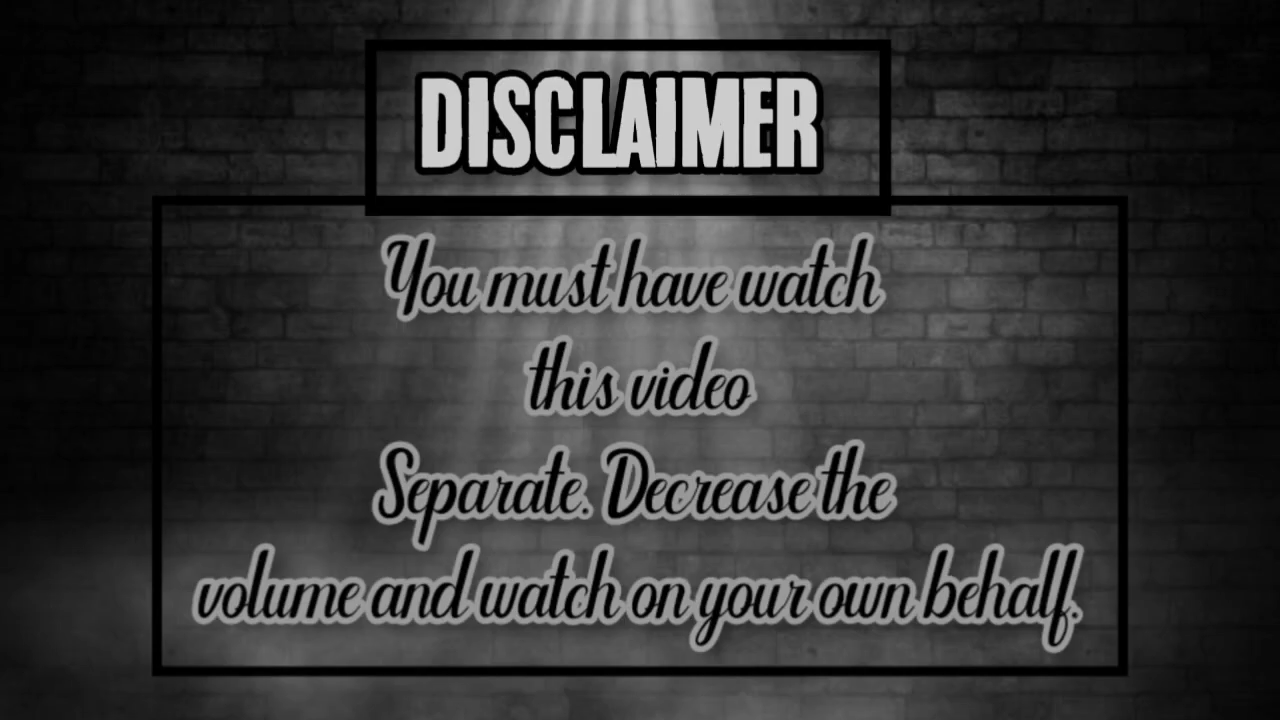 DISCLAIMER
You must have watch
this video
Separate. Decrease the
volume and watch on your own behalf.